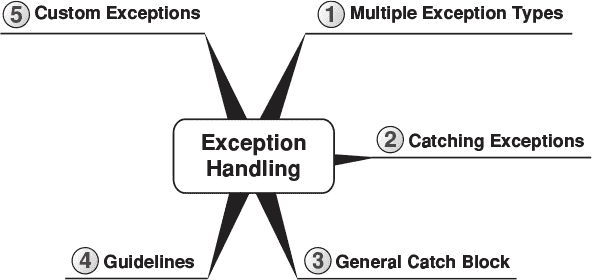 5 Custom Exceptions
1 Multiple Exception Types
Exception
Handling
2 Catching Exceptions
4 Guidelines
3 General Catch Block